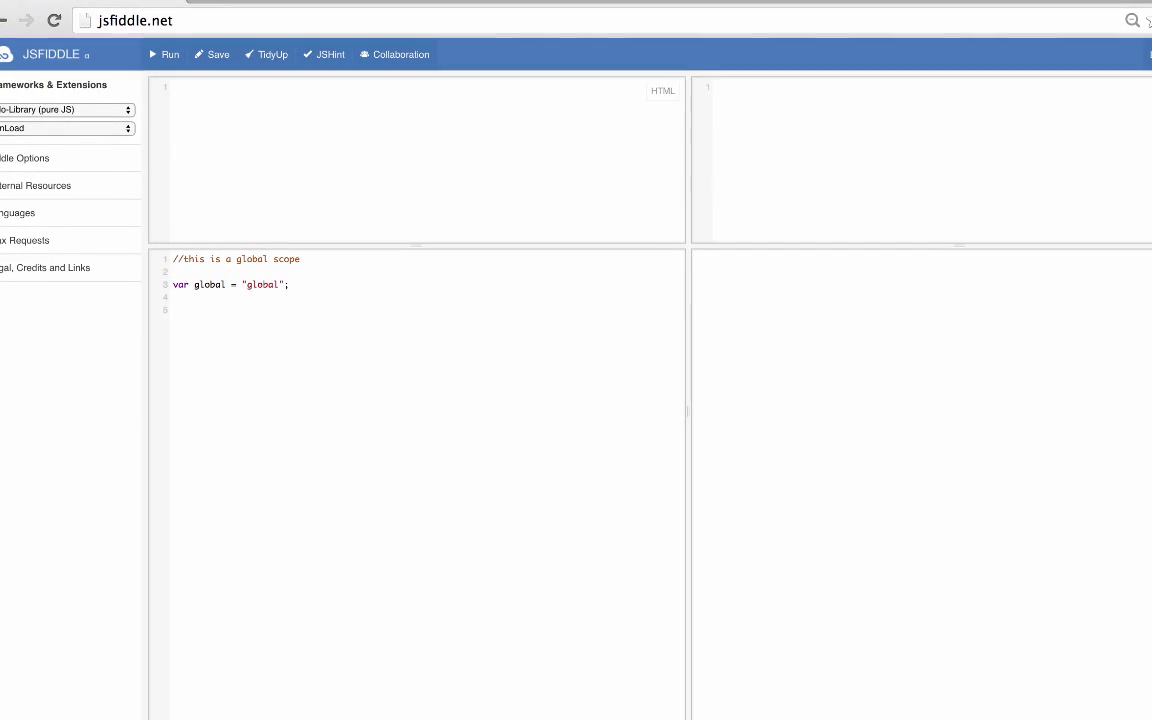 jsfiddle.net
JSFIDDLE α
Run Save TidyUp JSHint Collaboration
ameworks & Extensions
lo-Library (pure JS)
nLoad
ddle Options
ternal Resources
nguages
ax Requests
gal, Credits and Links
1
HTML
1
1 //this is a global scope
2
3 var global = "global";
4
5